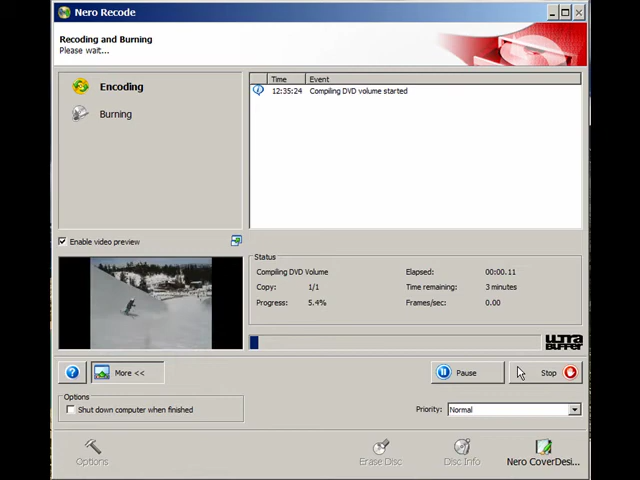 Nero Recode
Recoding and Burning
Please wait...
Encoding
Burning
Time Event
12:35:24 Compiling DVD volume started
Enable video preview
Status
Compiling DVD Volume Elapsed: 00:00.11
Copy: 1/1 Time remaining: 3 minutes
Progress: 5.4% Frames/sec: 0.00
ULTRA
BUFFER
? More << Pause Stop
Options
Shut down computer when finished
Priority: Normal
Options Erase Disc Disc Info Nero CoverDesi...